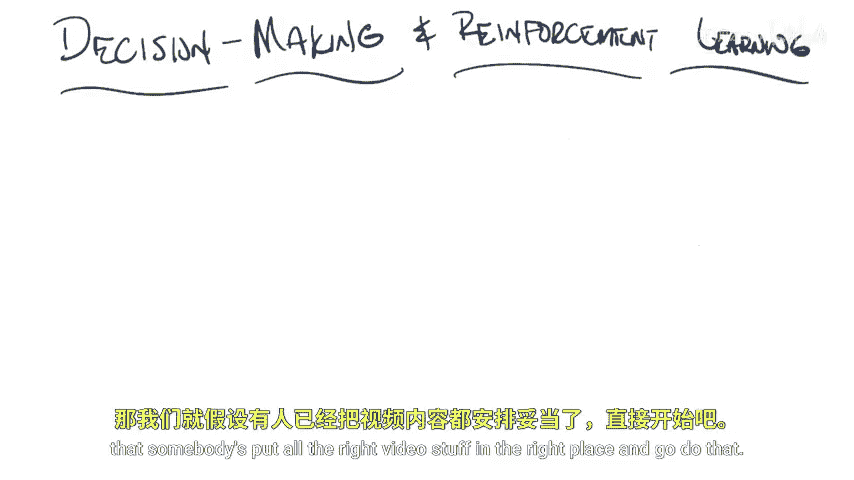 DECISION-MAKING & REINFORCEMENT LEARNING
那我们就假设有人已经把视频内容都安排妥当了，直接开始吧。
that somebody's put all the right video stuff in the right place and go do that.